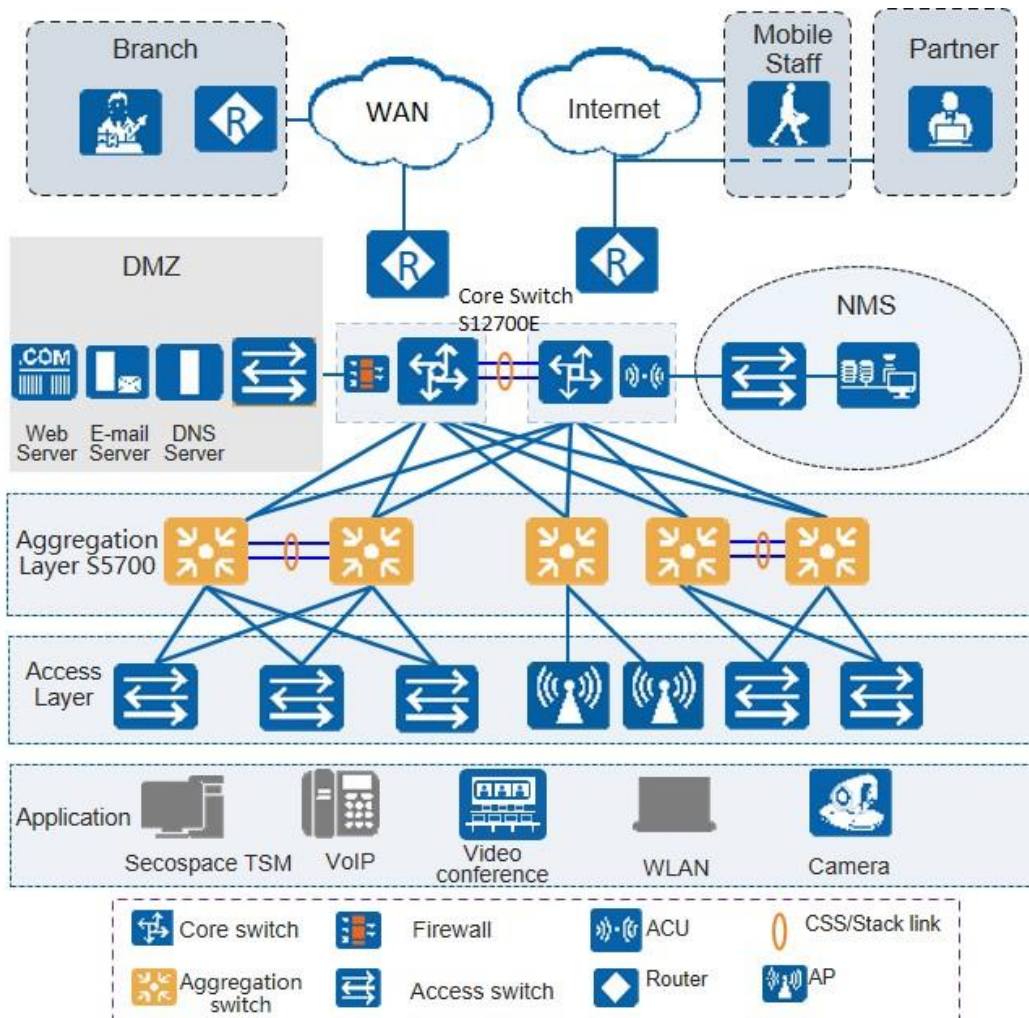 Branch
R
WAN
Internet
Mobile
Staff
Partner
R
R
DMZ
.COM
Web
Server
E-mail
Server
DNS
Server
Core Switch
S12700E
NMS
Aggregation
Layer S5700
Access
Layer
Application
Secospace TSM
VoIP
Video
conference
WLAN
Camera
Core switch
Firewall
ACU
CSS/Stack link
Aggregation
switch
Access switch
Router
AP